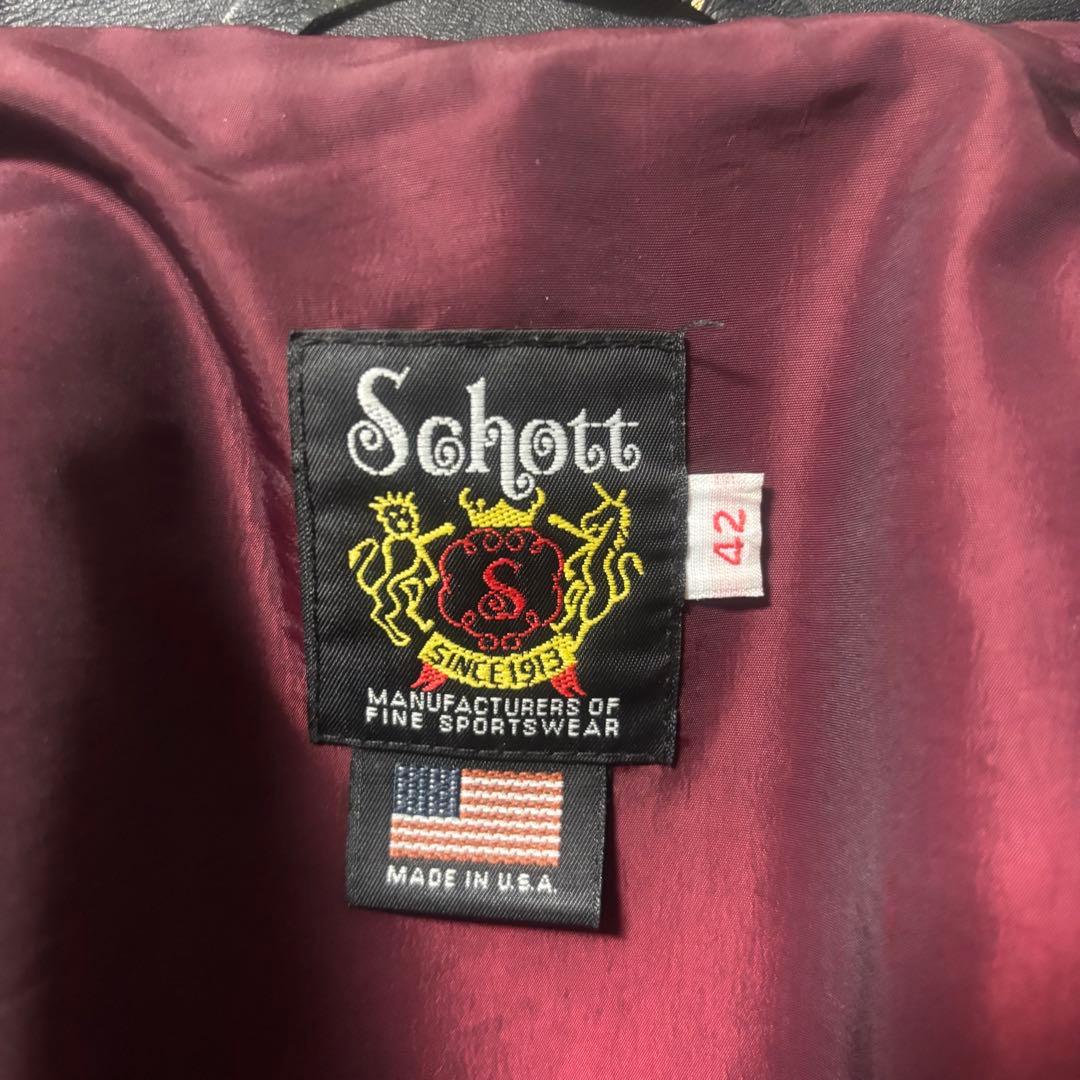 Schott
S
SINCE 1913
MANUFACTURERS OF
FINE SPORTSWEAR
42
MADE IN U.S.A.